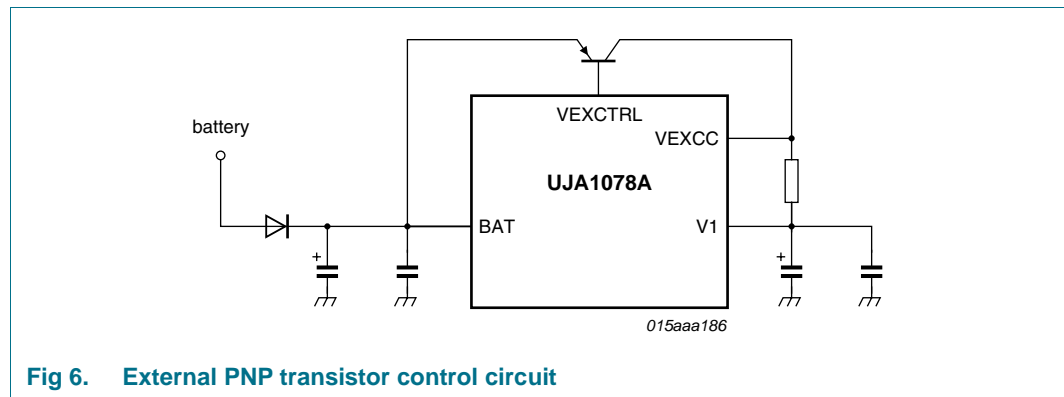 VEXCTRL
battery
VEXCC
UJA1078A
BAT
V1
+
+
015aaa186
Fig 6. External PNP transistor control circuit